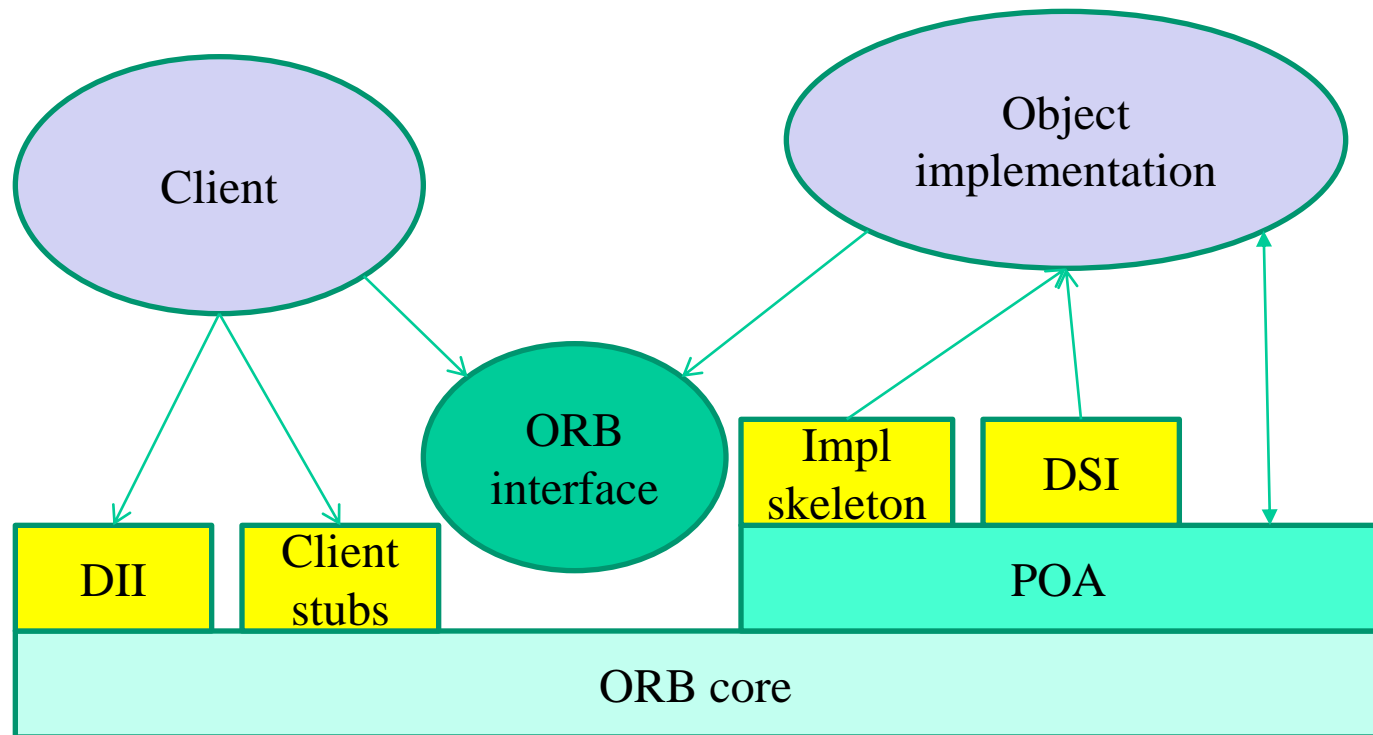 Client
Object
implementation
ORB
interface
Impl
skeleton
DSI
DII
Client
stubs
POA
ORB core